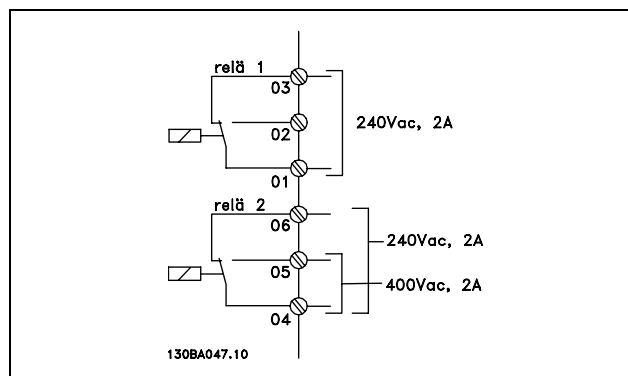 relä 1
03
02
240Vac, 2A
01
relä 2
06
240Vac, 2A
05
400Vac, 2A
04
130BA047.10